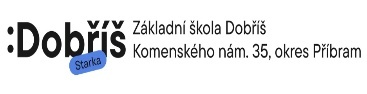 :Dobříš
Starka
Základní škola Dobříš
Komenského nám. 35, okres Příbram